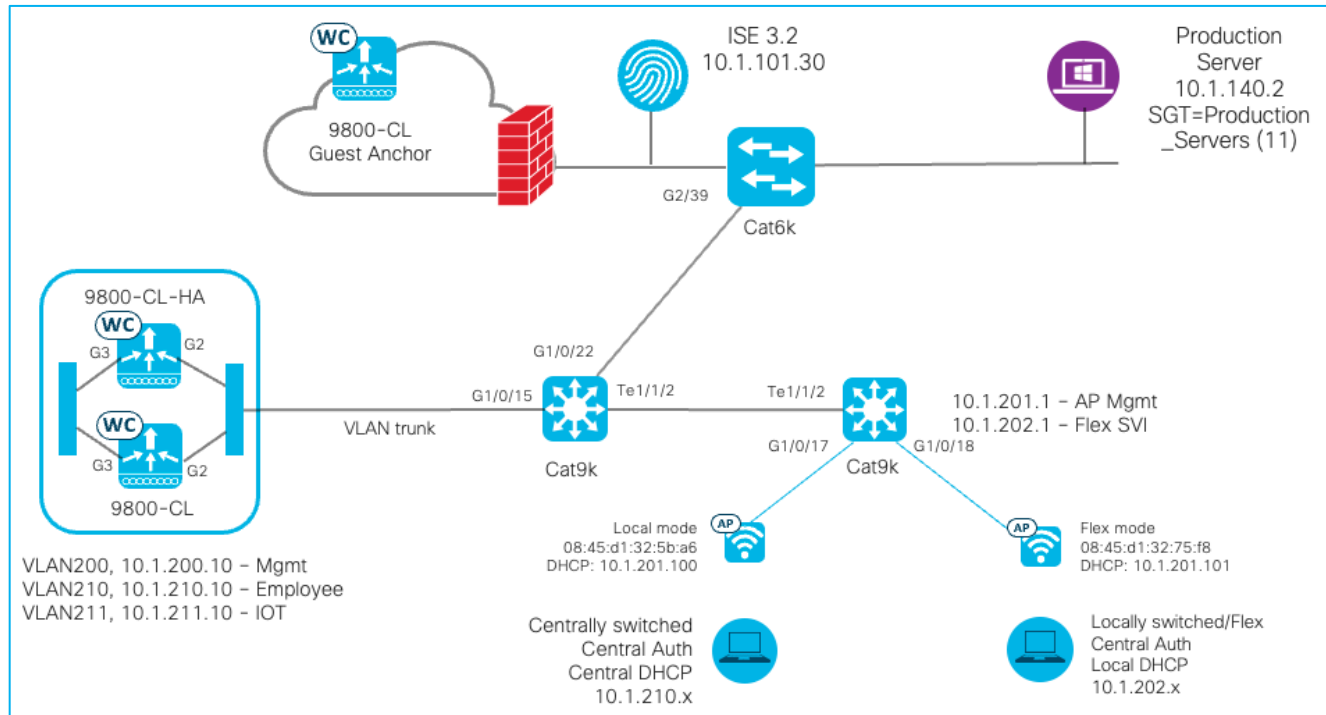 WC
9800-CL
Guest Anchor
ISE 3.2
10.1.101.30
Production
Server
10.1.140.2
SGT=Production
_Servers (11)
G2/39
Cat6k
9800-CL-HA
WC
G3
G2
WC
G3
G2
9800-CL
VLAN trunk
G1/0/22
G1/0/15
Te1/1/2
Cat9k
Te1/1/2
G1/0/17
G1/0/18
Cat9k
10.1.201.1 – AP Mgmt
10.1.202.1 – Flex SVI
VLAN200, 10.1.200.10 – Mgmt
VLAN210, 10.1.210.10 – Employee
VLAN211, 10.1.211.10 – IOT
AP
Local mode
08:45:d1:32:5b:a6
DHCP: 10.1.201.100
AP
Flex mode
08:45:d1:32:75:f8
DHCP: 10.1.201.101
Centrally switched
Central Auth
Central DHCP
10.1.210.x
Locally switched/Flex
Central Auth
Local DHCP
10.1.202.x